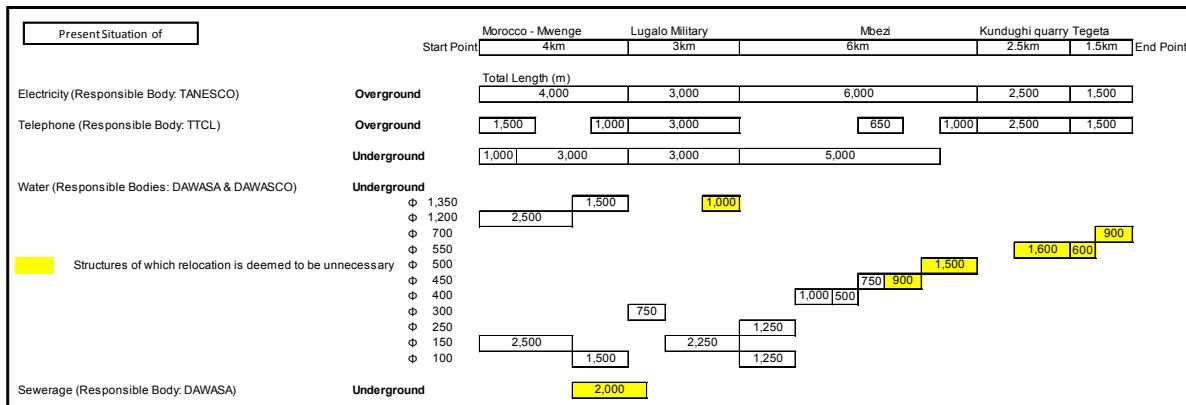 Present Situation of
Morocco - Mwenge Lugalo Military Mbezi Kundughi quarry Tegeta
Start Point 4km 3km 6km 2.5km 1.5km End Point
Total Length (m)
Electricity (Responsible Body: TANESCO) Overground 4,000 3,000 6,000 2,500 1,500
Telephone (Responsible Body: TTCL) Overground 1,500 1,000 3,000 650 1,000 2,500 1,500
Underground 1,000 3,000 3,000 5,000
Water (Responsible Bodies: DAWASA & DAWASCO) Underground
Φ 1,350 1,500 1,000
Φ 1,200 2,500
Φ 700 900
Φ 550 1,600 600
Structures of which relocation is deemed to be unnecessary Φ 500 1,500
Φ 450 750 900
Φ 400 1,000 500
Φ 300 750
Φ 250 1,250
Φ 150 2,500 2,250
Φ 100 1,500 1,250
Sewerage (Responsible Body: DAWASA) Underground 2,000